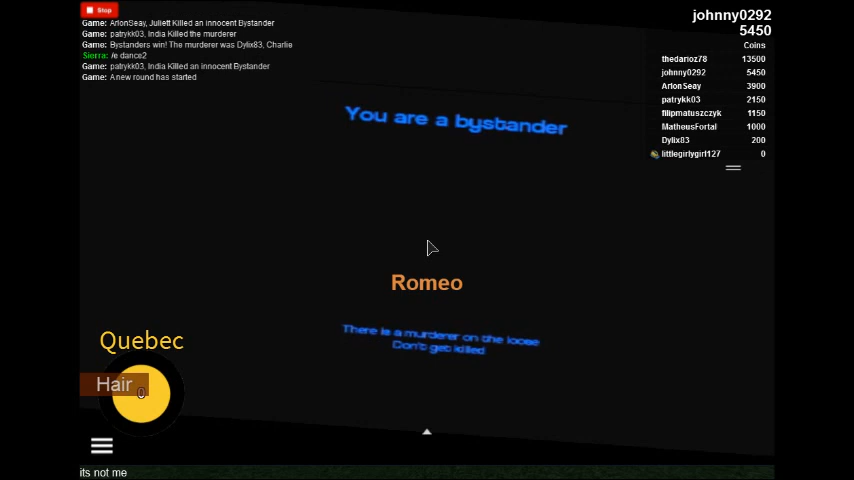 Stop
Game: ArlonSeay, Juliett Killed an innocent Bystander
Game: patrykk03, India Killed the murderer
Game: Bystanders win! The murderer was Dylix83, Charlie
Sierra: /e dance2
Game: patrykk03, India Killed an innocent Bystander
Game: A new round has started
johnny0292
5450
Coins
thedarioz78 13500
johnny0292 5450
ArlonSeay 3900
patrykk03 2150
filipmatuszczyk 1150
MatheusFortal 1000
Dylix83 200
littlegirlygirl127 0
You are a bystander
Romeo
There is a murderer on the loose
Don't get killed
Quebec
Hair
0
its not me